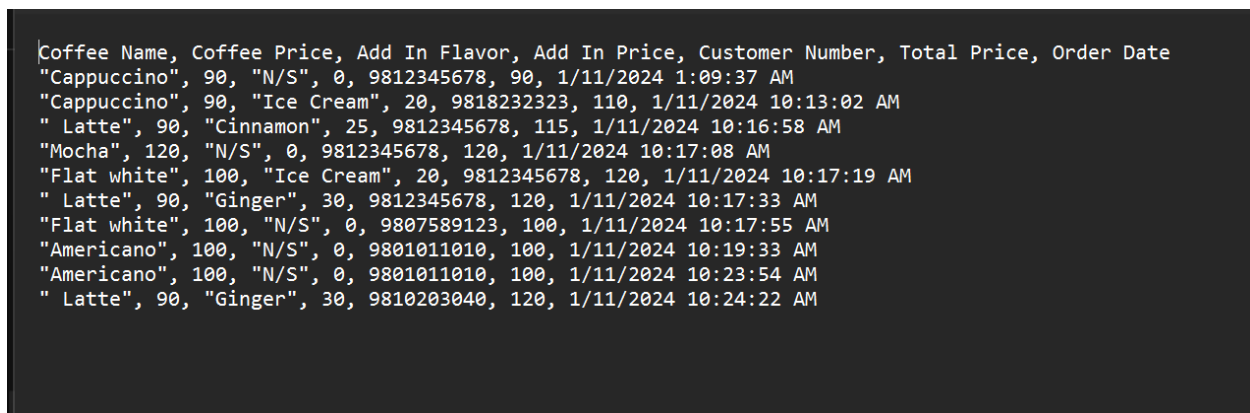 Coffee Name, Coffee Price, Add In Flavor, Add In Price, Customer Number, Total Price, Order Date
"Cappuccino", 90, "N/S", 0, 9812345678, 90, 1/11/2024 1:09:37 AM
"Cappuccino", 90, "Ice Cream", 20, 9818232323, 110, 1/11/2024 10:13:02 AM
" Latte", 90, "Cinnamon", 25, 9812345678, 115, 1/11/2024 10:16:58 AM
"Mocha", 120, "N/S", 0, 9812345678, 120, 1/11/2024 10:17:08 AM
"Flat white", 100, "Ice Cream", 20, 9812345678, 120, 1/11/2024 10:17:19 AM
" Latte", 90, "Ginger", 30, 9812345678, 120, 1/11/2024 10:17:33 AM
"Flat white", 100, "N/S", 0, 9807589123, 100, 1/11/2024 10:17:55 AM
"Americano", 100, "N/S", 0, 9801011010, 100, 1/11/2024 10:19:33 AM
"Americano", 100, "N/S", 0, 9801011010, 100, 1/11/2024 10:23:54 AM
" Latte", 90, "Ginger", 30, 9810203040, 120, 1/11/2024 10:24:22 AM